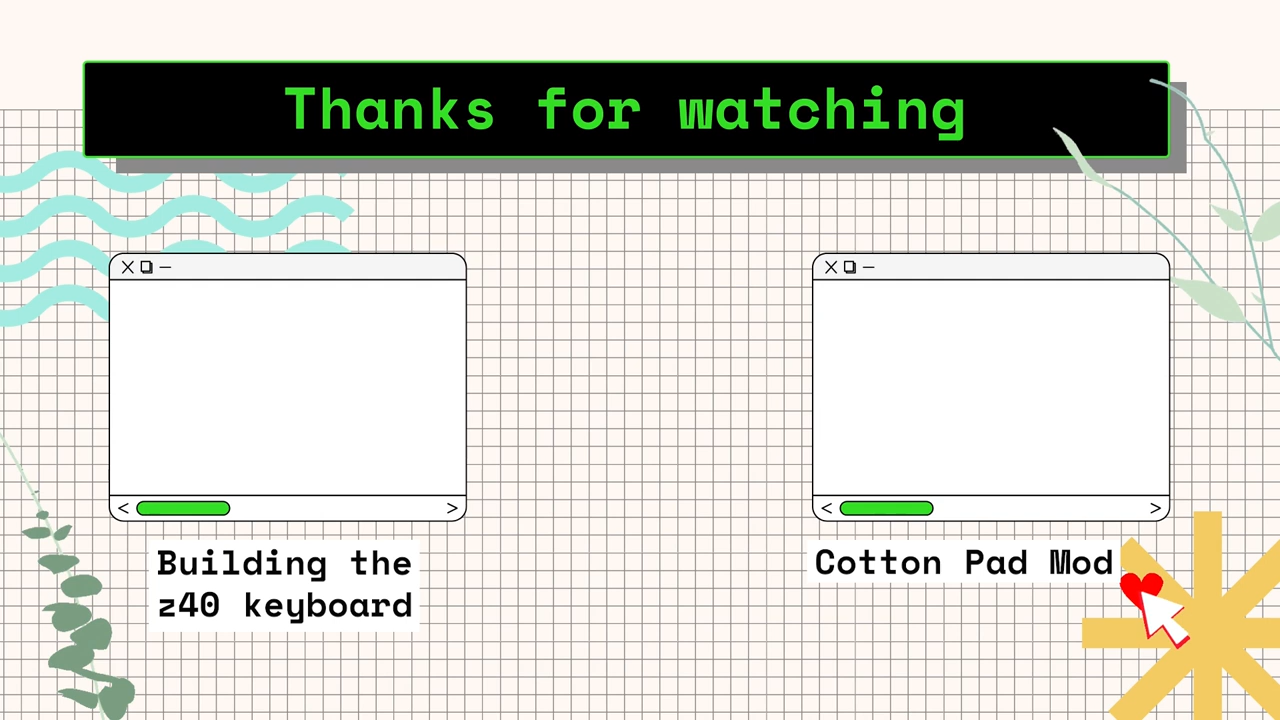 Thanks for watching
Building the
z40 keyboard
Cotton Pad Mod